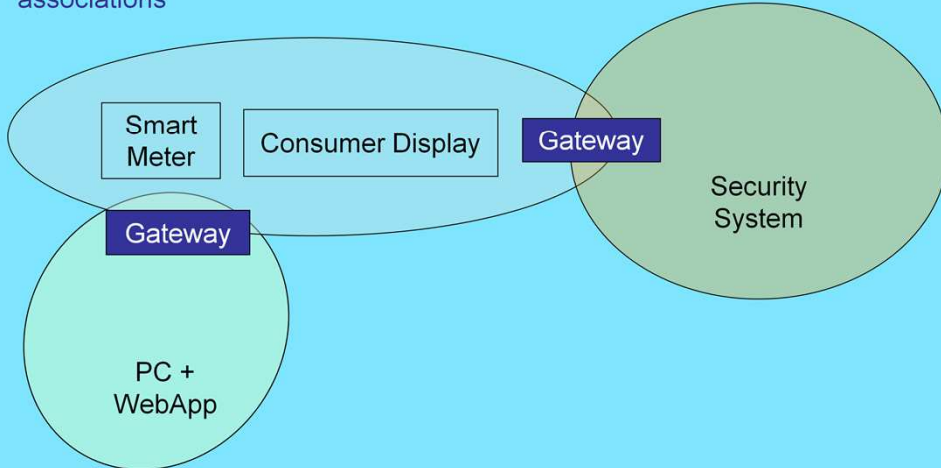 associations
Smart
Meter
Consumer Display
Gateway
Security
System
Gateway
PC +
WebApp